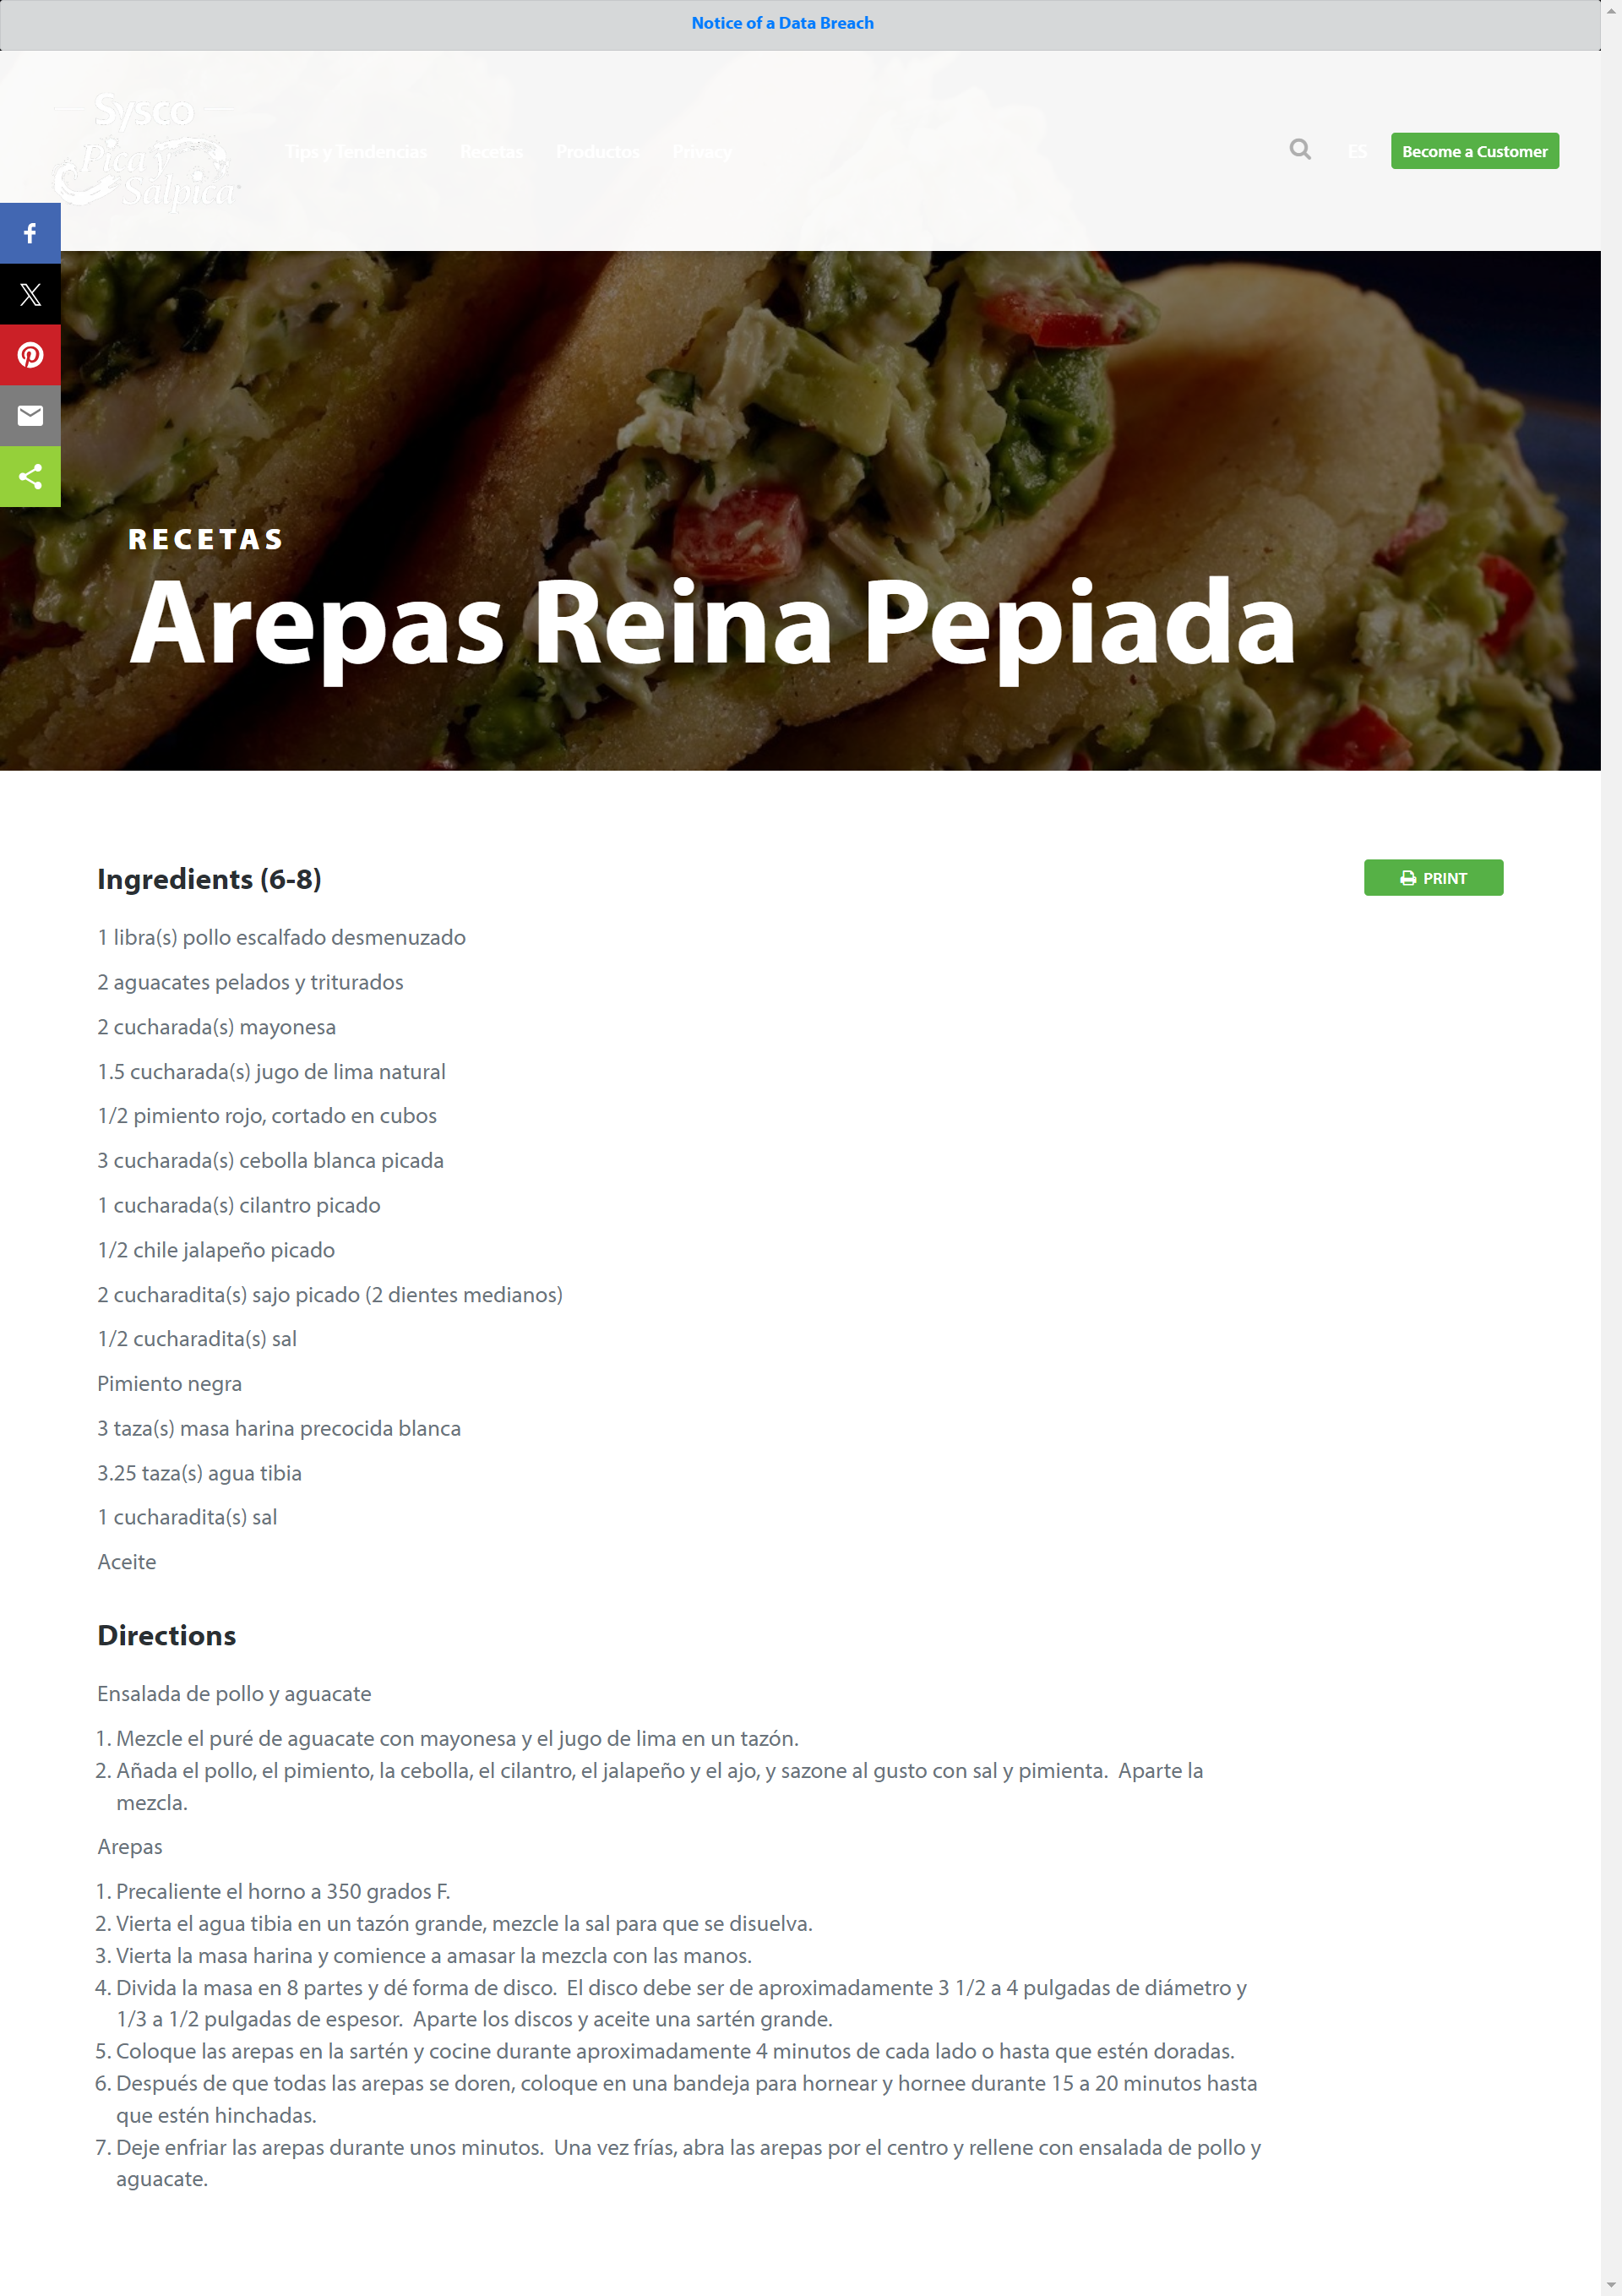 Notice of a Data Breach
Sysco
Pica y
Salpica
Tips y Tendencias
Recetas
Productos
Privacy
ES
Become a Customer
RECETAS
Arepas Reina Pepiada
Ingredients (6-8)
PRINT
1 libra(s) pollo escalfado desmenuzado
2 aguacates pelados y triturados
2 cucharada(s) mayonesa
1.5 cucharada(s) jugo de lima natural
1/2 pimiento rojo, cortado en cubos
3 cucharada(s) cebolla blanca picada
1 cucharada(s) cilantro picado
1/2 chile jalapeño picado
2 cucharadita(s) sajo picado (2 dientes medianos)
1/2 cucharadita(s) sal
Pimiento negra
3 taza(s) masa harina precocida blanca
3.25 taza(s) agua tibia
1 cucharadita(s) sal
Aceite
Directions
Ensalada de pollo y aguacate
1. Mezcle el puré de aguacate con mayonesa y el jugo de lima en un tazón.
2. Añada el pollo, el pimiento, la cebolla, el cilantro, el jalapeño y el ajo, y sazone al gusto con sal y pimienta.  Aparte la
mezcla.
Arepas
1. Precaliente el horno a 350 grados F.
2. Vierta el agua tibia en un tazón grande, mezcle la sal para que se disuelva.
3. Vierta la masa harina y comience a amasar la mezcla con las manos.
4. Divida la masa en 8 partes y dé forma de disco.  El disco debe ser de aproximadamente 3 1/2 a 4 pulgadas de diámetro y
1/3 a 1/2 pulgadas de espesor.  Aparte los discos y aceite una sartén grande.
5. Coloque las arepas en la sartén y cocine durante aproximadamente 4 minutos de cada lado o hasta que estén doradas.
6. Después de que todas las arepas se doren, coloque en una bandeja para hornear y hornee durante 15 a 20 minutos hasta
que estén hinchadas.
7. Deje enfriar las arepas durante unos minutos.  Una vez frías, abra las arepas por el centro y rellene con ensalada de pollo y
aguacate.